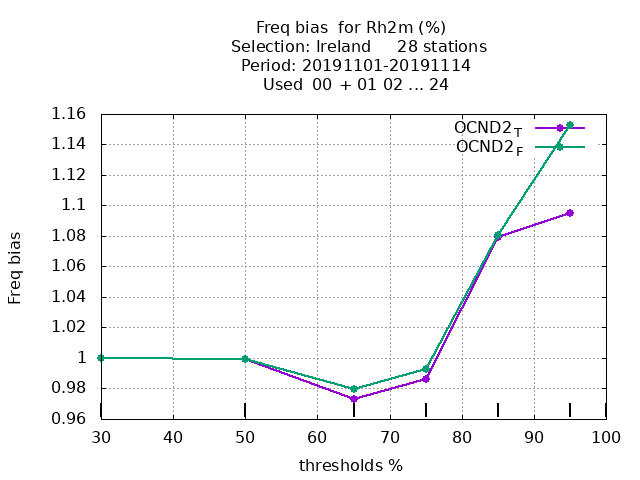 Freq bias  for Rh2m (%)
Selection: Ireland     28 stations
Period: 20191101-20191114
Used  00  + 01 02 ... 24
1.16
1.14
1.12
1.1
1.08
1.06
1.04
1.02
1
0.98
0.96
Freq bias
OCND2_T
OCND2_F
30 40 50 60 70 80 90 100
thresholds %